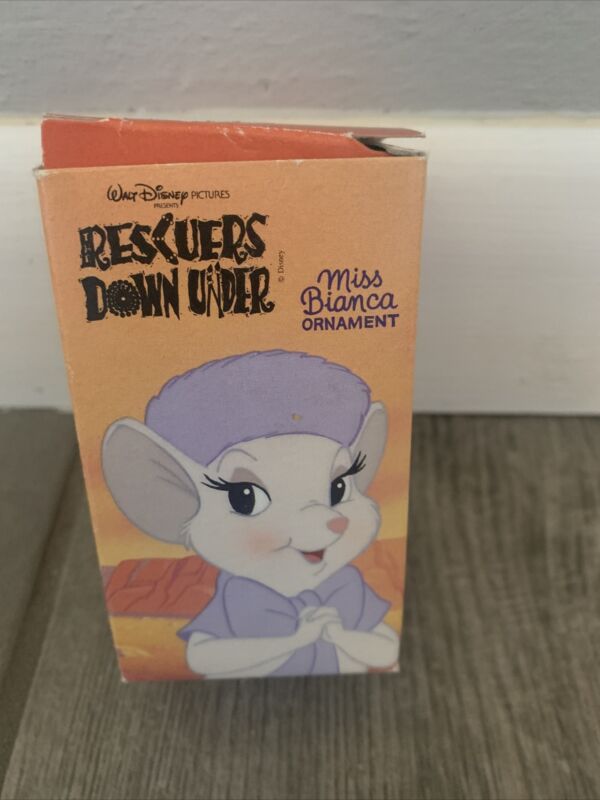 Walt Disney PICTURES
PRESENTS
RESCUERS
DOWN UNDER
© Disney
Miss
Bianca
ORNAMENT